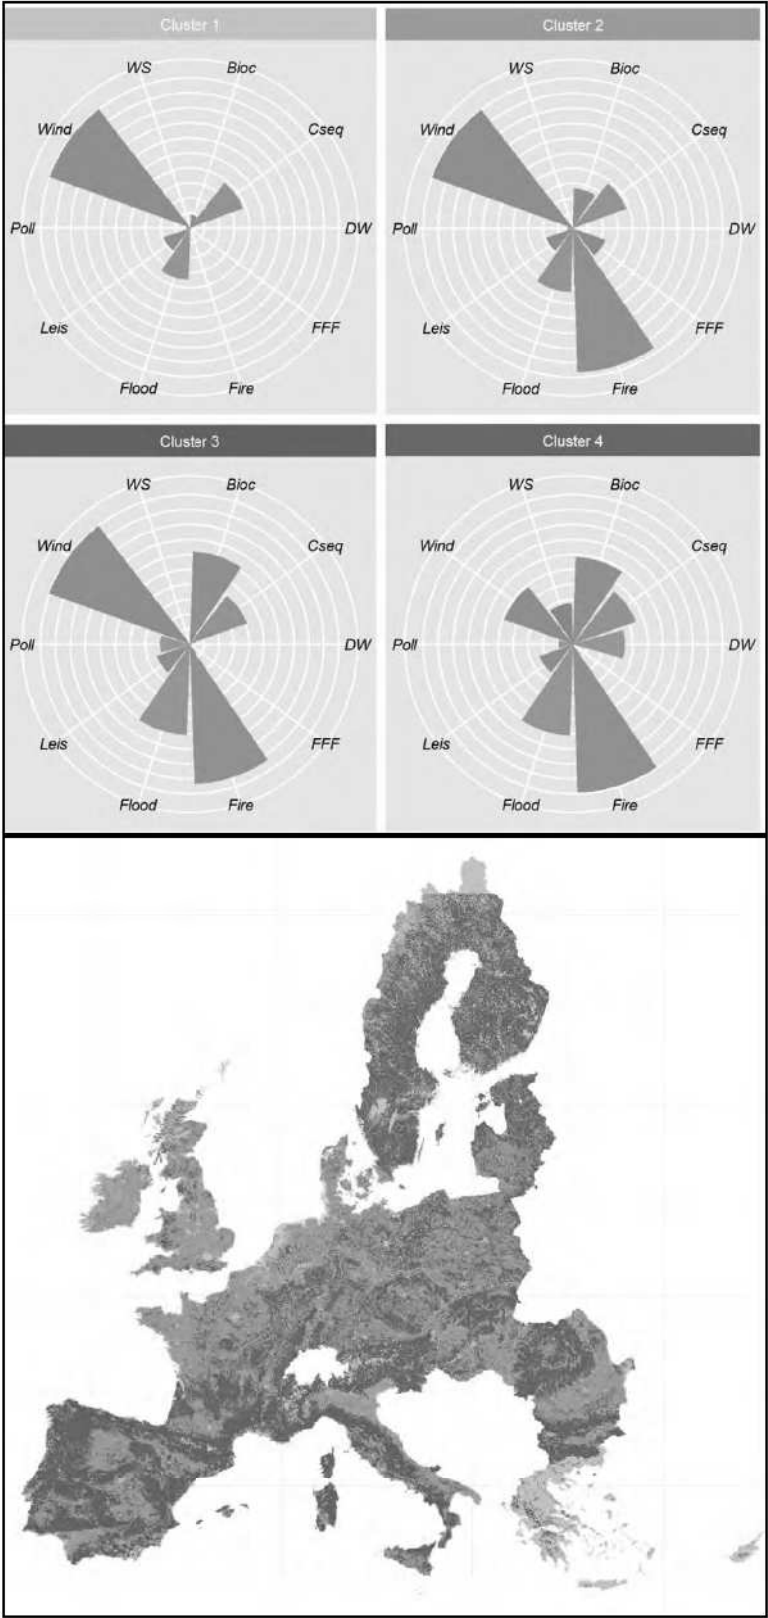 Cluster 1
Cluster 2
WS
Bioc
Wind
Cseq
Poll
DW
Leis
FFF
Flood
Fire
WS
Bioc
Wind
Cseq
Poll
DW
Leis
FFF
Flood
Fire
Cluster 3
Cluster 4
WS
Bioc
Wind
Cseq
Poll
DW
Leis
FFF
Flood
Fire
WS
Bioc
Wind
Cseq
Poll
DW
Leis
FFF
Flood
Fire